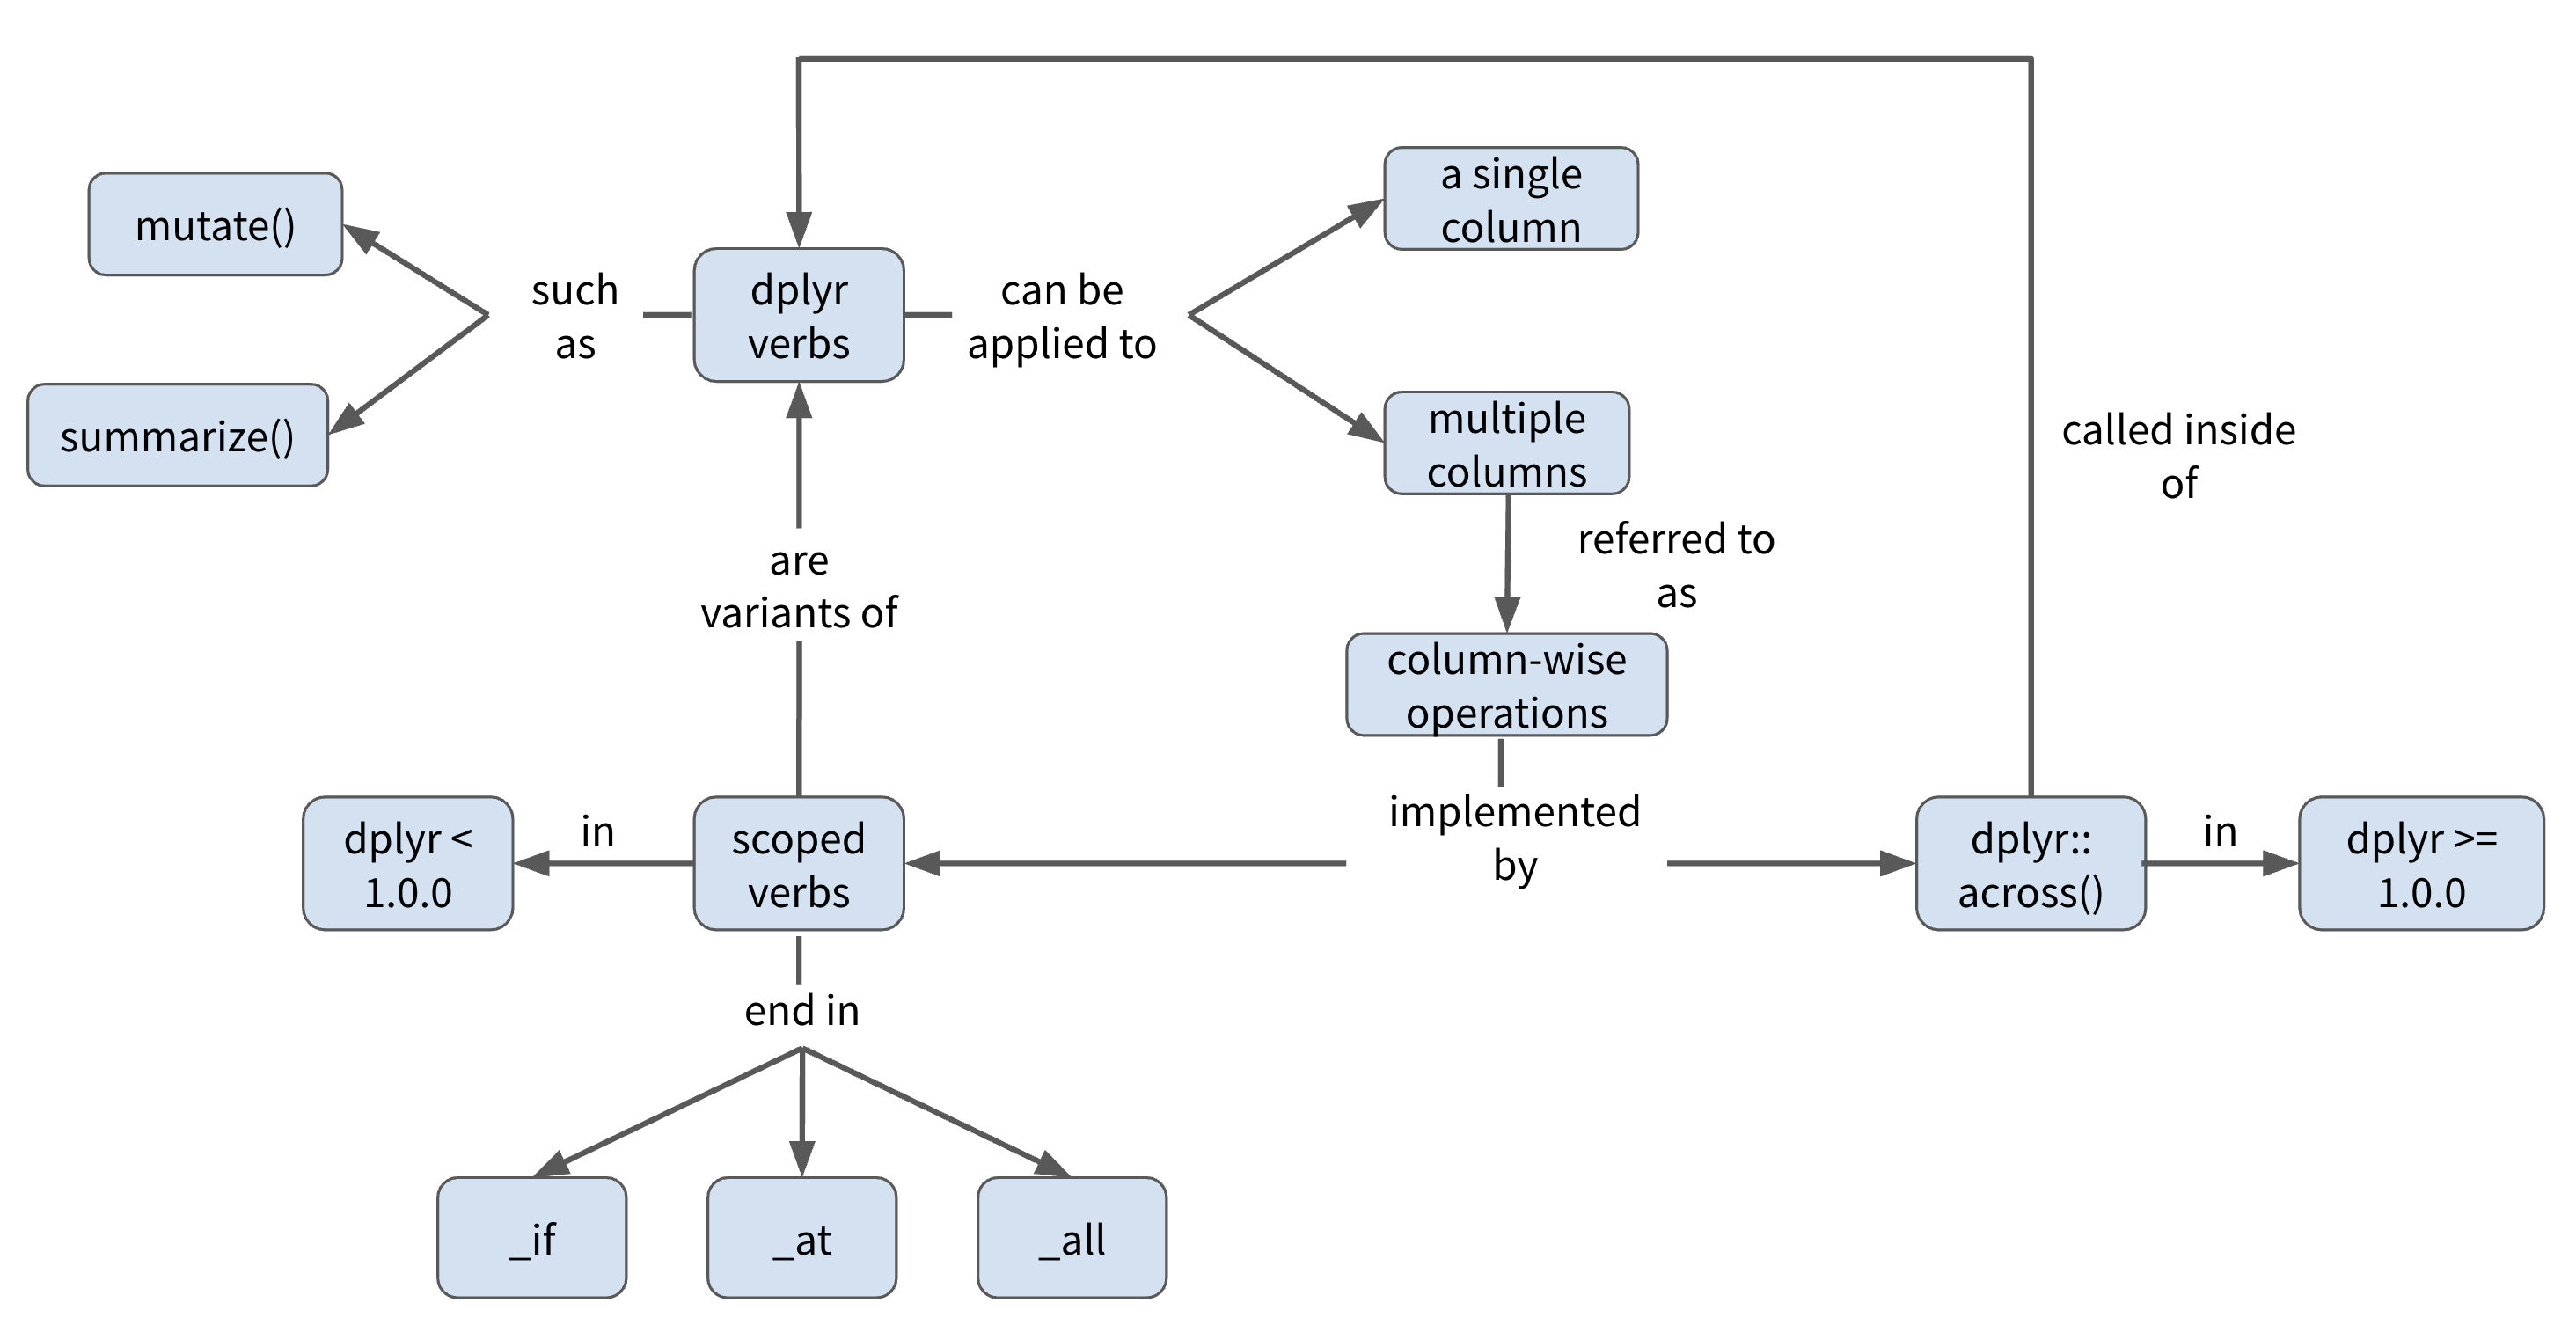 mutate()
summarize()
such
as
dplyr
verbs
can be
applied to
a single
column
multiple
columns
referred to
as
column-wise
operations
called inside
of
are
variants of
dplyr <
1.0.0
in
scoped
verbs
implemented
by
dplyr::
across()
in
dplyr >=
1.0.0
end in
_if
_at
_all